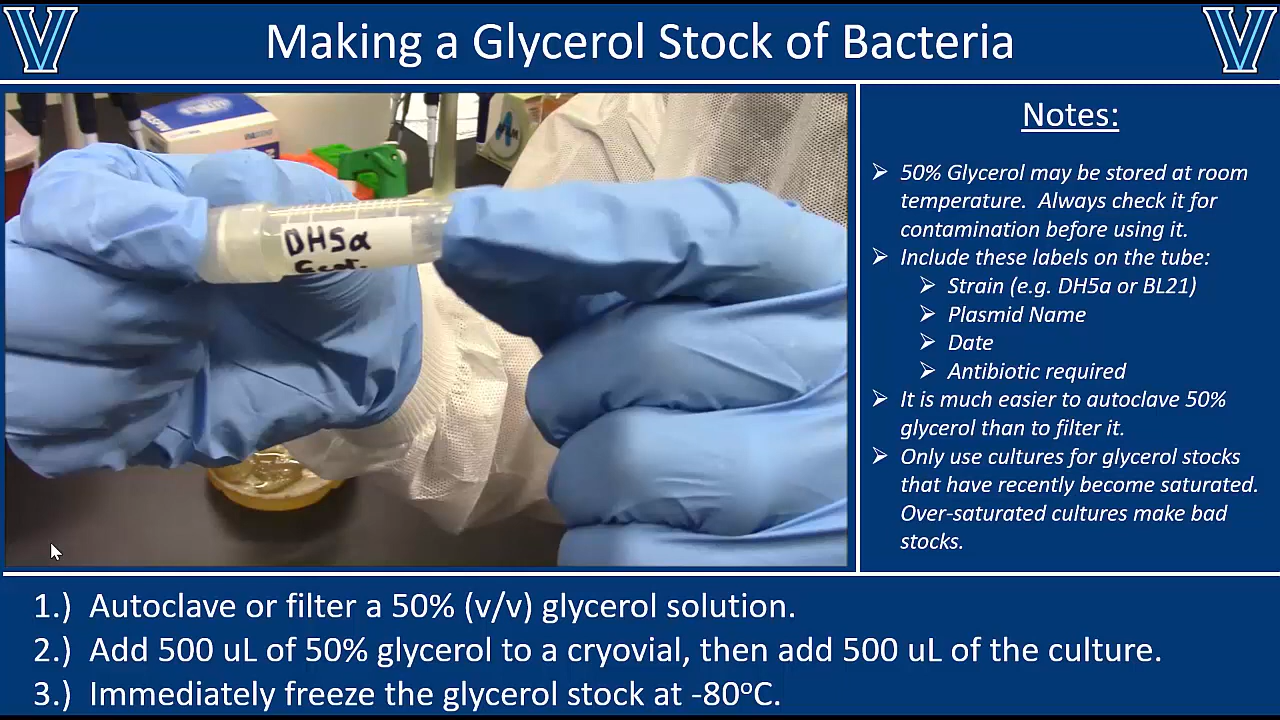 Making a Glycerol Stock of Bacteria
DH5α
Notes:
50% Glycerol may be stored at room
temperature. Always check it for
contamination before using it.
Include these labels on the tube:
Strain (e.g. DH5a or BL21)
Plasmid Name
Date
Antibiotic required
It is much easier to autoclave 50%
glycerol than to filter it.
Only use cultures for glycerol stocks
that have recently become saturated.
Over-saturated cultures make bad
stocks.
1.) Autoclave or filter a 50% (v/v) glycerol solution.
2.) Add 500 uL of 50% glycerol to a cryovial, then add 500 uL of the culture.
3.) Immediately freeze the glycerol stock at -80°C.